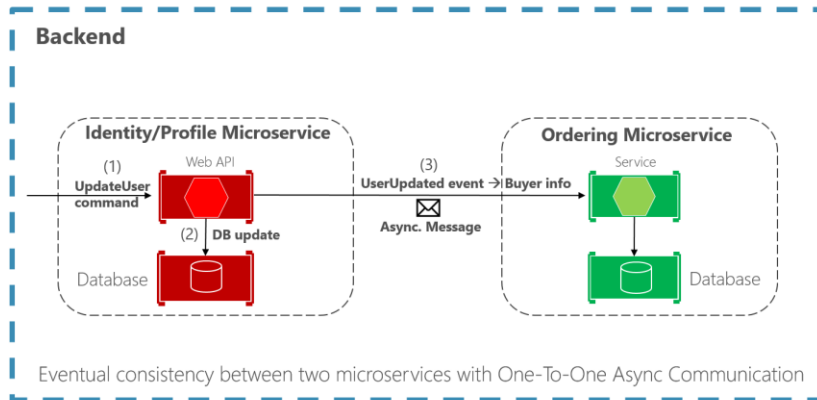 Backend
Identity/Profile Microservice
Ordering Microservice
(1)
Web API
(3)
Service
UpdateUser
command
UserUpdated event → Buyer info
Async. Message
(2) DB update
Database
Database
Eventual consistency between two microservices with One-To-One Async Communication